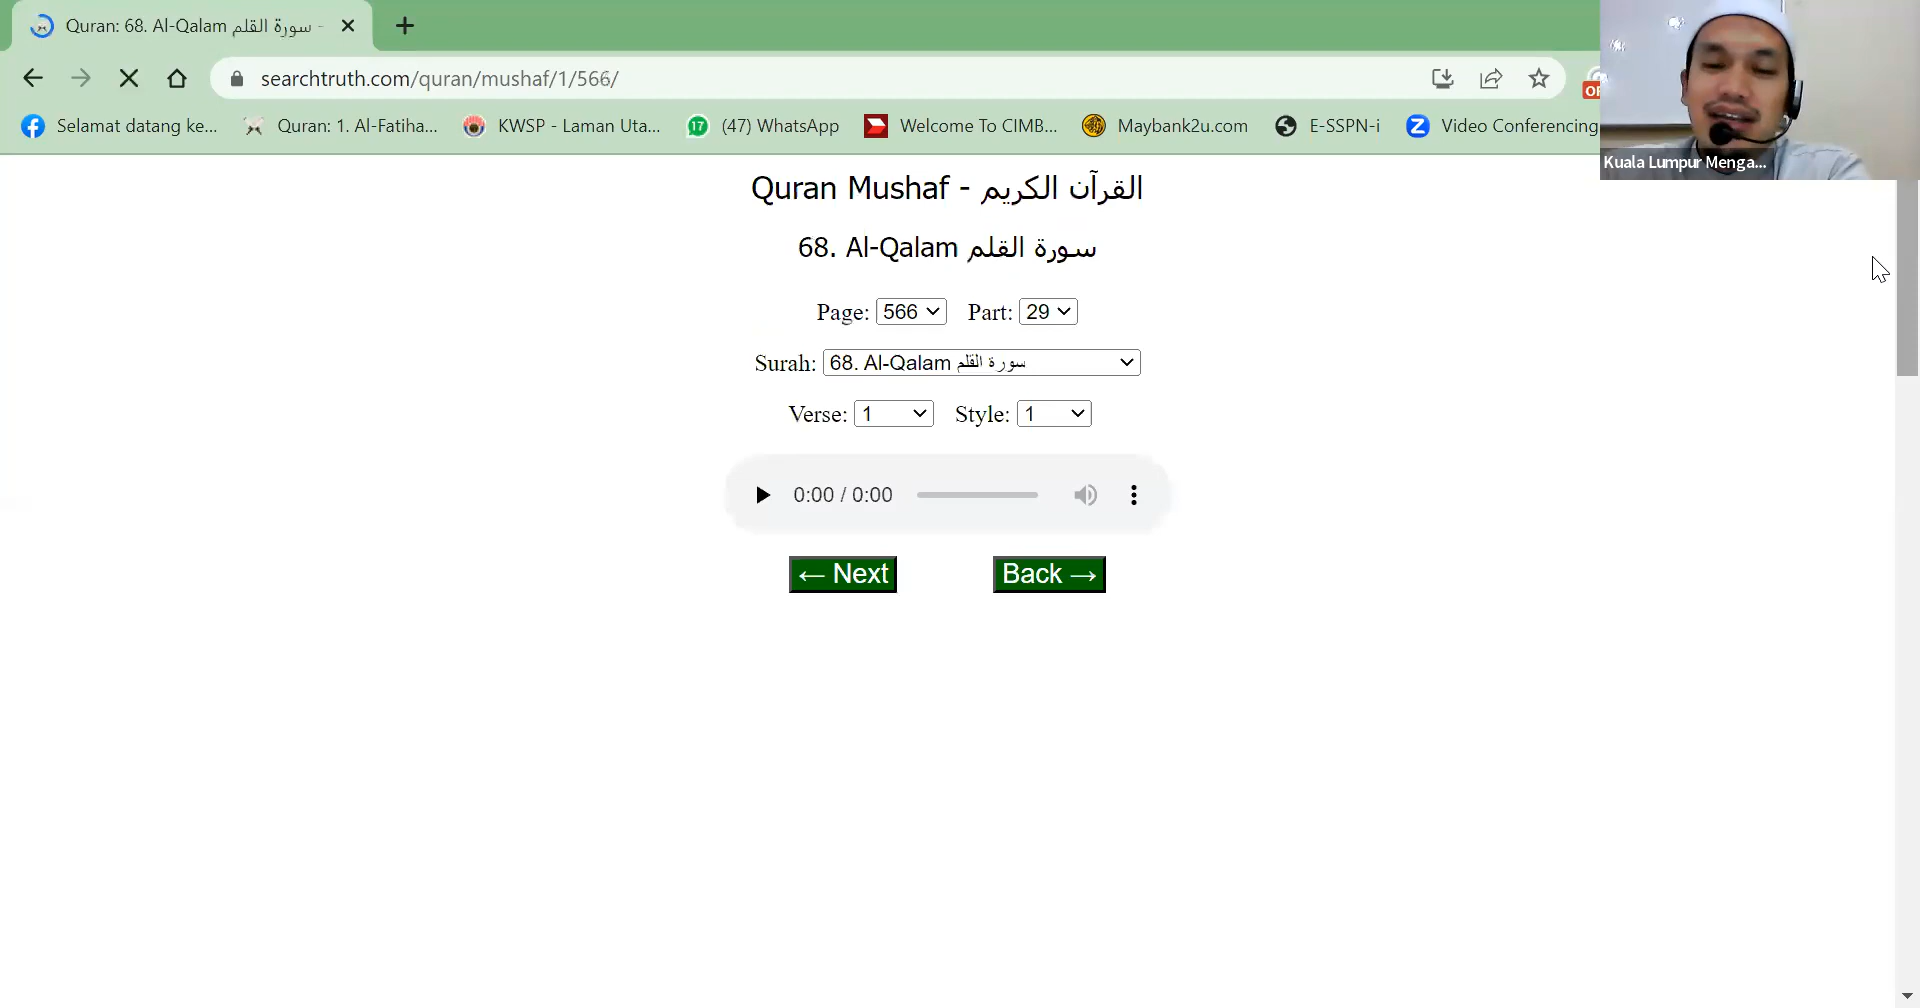 Quran: 68. Al-Qalam سورة القلم -
searchtruth.com/quran/mushaf/1/566/
Selamat datang ke...
Quran: 1. Al-Fatiha...
KWSP - Laman Uta...
17
(47) WhatsApp
Welcome To CIMB...
Maybank2u.com
E-SSPN-i
Video Conferencing
Kuala Lumpur Menga...
Quran Mushaf - القرآن الكريم
68. Al-Qalam سورة القلم
Page: 566 Part: 29
Surah: 68. Al-Qalam سورة القلم
Verse: 1 Style: 1
0:00 / 0:00
← Next Back →